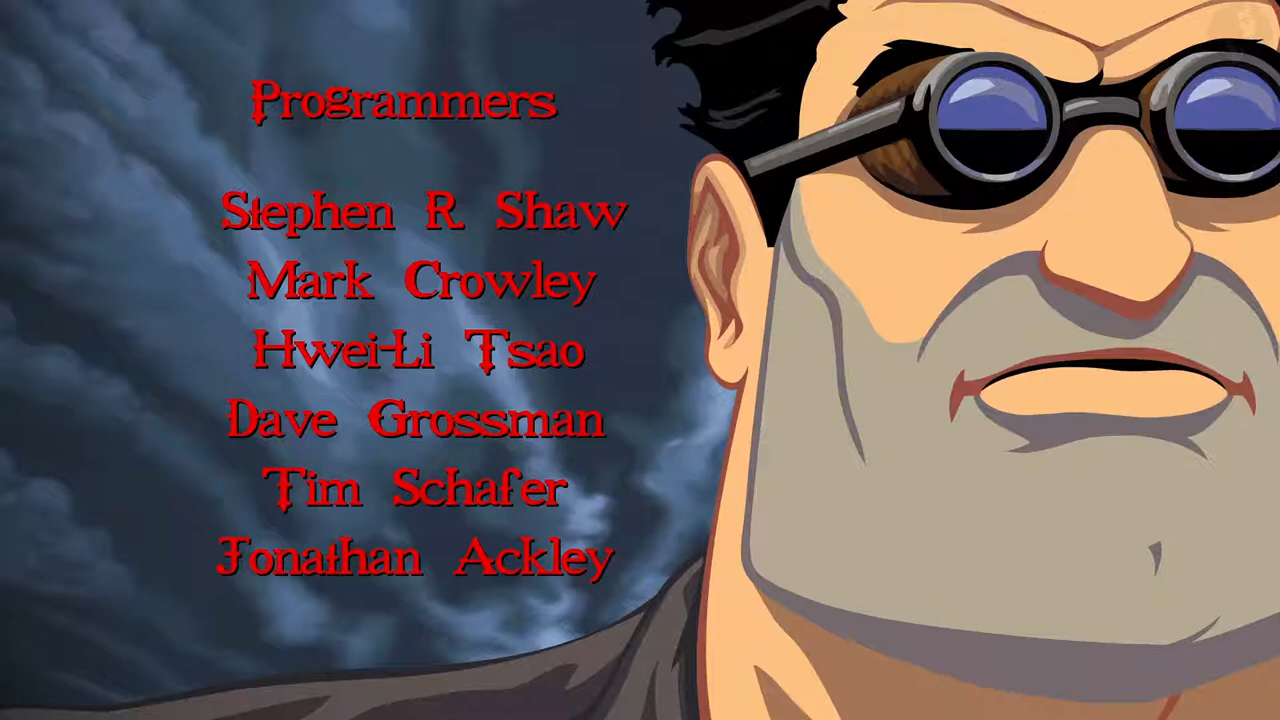 Programmers
Stephen R. Shaw
Mark Crowley
Hwei-Li Tsao
Dave Grossman
Tim Schafer
Jonathan Ackley